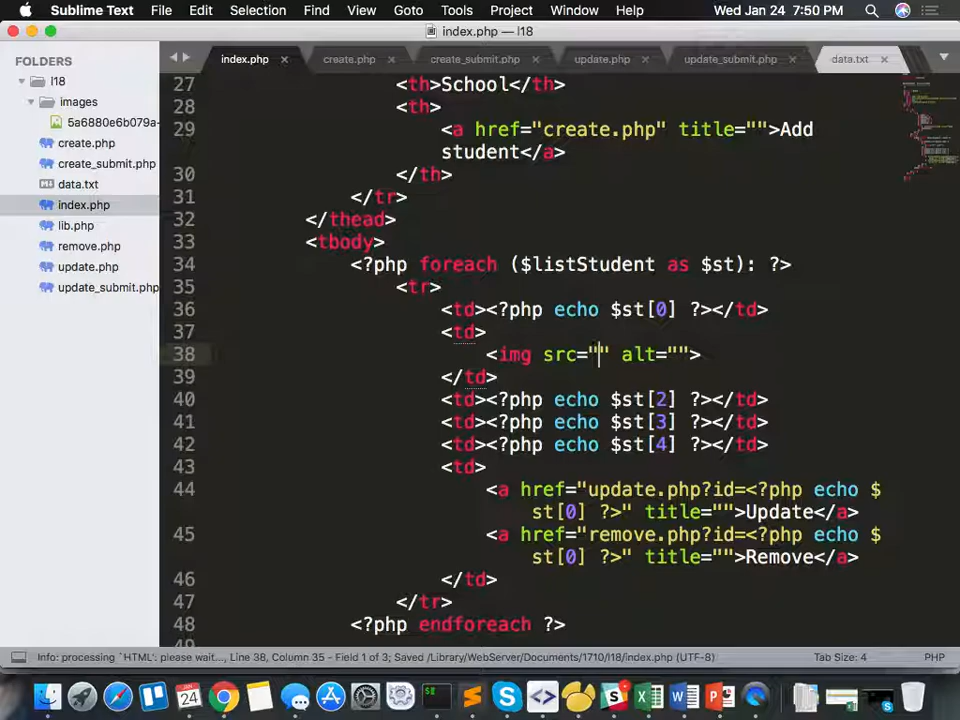 Sublime Text File Edit Selection Find View Goto Tools Project Window Help Wed Jan 24 7:50 PM
index.php — l18
FOLDERS
l18
images
5a6880e6b079a-
create.php
create_submit.php
data.txt
index.php
lib.php
remove.php
update.php
update_submit.php
index.php create.php create_submit.php update.php update_submit.php data.txt
27 <th>School</th>
28 <th>
29 <a href="create.php" title="">Add
student</a>
30 </th>
31 </tr>
32 </thead>
33 <tbody>
34 <?php foreach ($listStudent as $st): ?>
35 <tr>
36 <td><?php echo $st[0] ?></td>
37 <td>
38 <img src="" alt="">
39 </td>
40 <td><?php echo $st[2] ?></td>
41 <td><?php echo $st[3] ?></td>
42 <td><?php echo $st[4] ?></td>
43 <td>
44 <a href="update.php?id=<?php echo $
st[0] ?>" title="">Update</a>
45 <a href="remove.php?id=<?php echo $
st[0] ?>" title="">Remove</a>
46 </td>
47 </tr>
48 <?php endforeach ?>
Info: processing `HTML': please wait..., Line 38, Column 35 - Field 1 of 3; Saved /Library/WebServer/Documents/1710/l18/index.php (UTF-8) Tab Size: 4 PHP